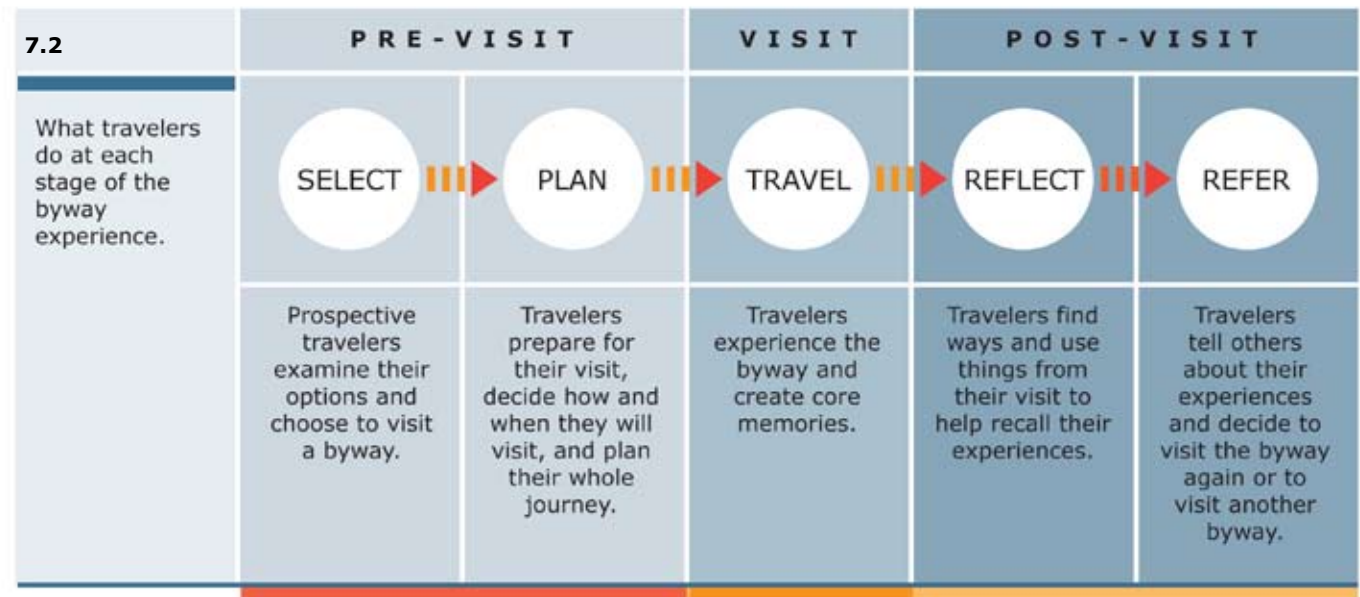 7.2
PRE-VISIT
VISIT
POST-VISIT
What travelers
do at each
stage of the
byway
experience.
SELECT
PLAN
TRAVEL
REFLECT
REFER
Prospective
travelers
examine their
options and
choose to visit
a byway.
Travelers
prepare for
their visit,
decide how and
when they will
visit, and plan
their whole
journey.
Travelers
experience the
byway and
create core
memories.
Travelers find
ways and use
things from
their visit to
help recall their
experiences.
Travelers
tell others
about their
experiences
and decide to
visit the byway
again or to
visit another
byway.